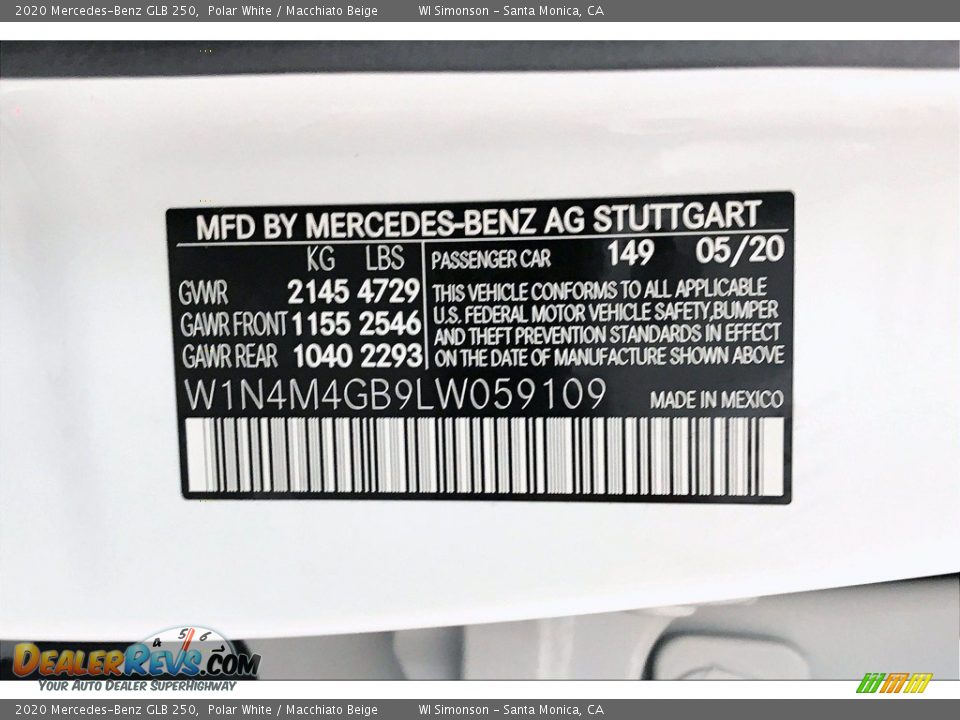 2020 Mercedes-Benz GLB 250, Polar White / Macchiato Beige WI Simonson - Santa Monica, CA
MFD BY MERCEDES-BENZ AG STUTTGART
KG LBS PASSENGER CAR 149 05/20
GVWR 2145 4729
GAWR FRONT 1155 2546
GAWR REAR 1040 2293
THIS VEHICLE CONFORMS TO ALL APPLICABLE
U.S. FEDERAL MOTOR VEHICLE SAFETY,BUMPER
AND THEFT PREVENTION STANDARDS IN EFFECT
ON THE DATE OF MANUFACTURE SHOWN ABOVE
W1N4M4GB9LW059109 MADE IN MEXICO
4 5 6
DEALERREVS.COM
YOUR AUTO DEALER SUPERHIGHWAY
2020 Mercedes-Benz GLB 250, Polar White / Macchiato Beige WI Simonson - Santa Monica, CA